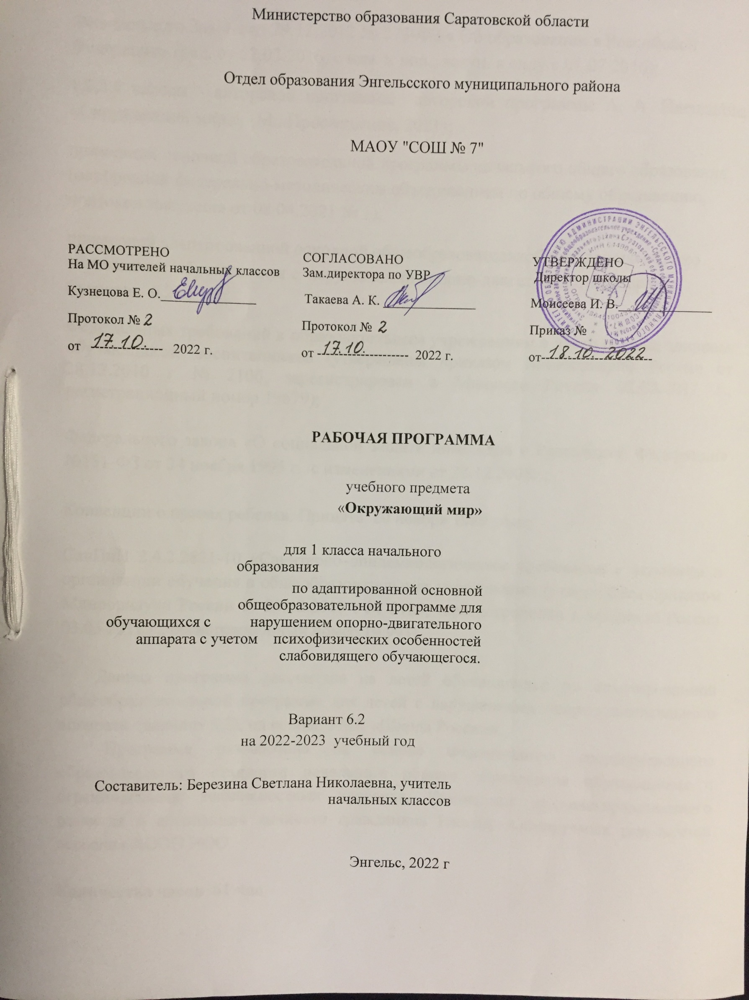 Министерство образования Саратовской области
Отдел образования Энгельсского муниципального района
МАОУ "СОШ № 7"
РАССМОТРЕНО
На МО учителей начальных классов
Кузнецова Е. О.
Протокол № 2
от 17.10. 2022 г.
СОГЛАСОВАНО
Зам.директора по УВР
Такаева А. К.
Протокол № 2
от 17.10. 2022 г.
УТВЕРЖДЕНО
Директор школы
Моисеева И. В.
Приказ №
от 18.10. 2022
РАБОЧАЯ ПРОГРАММА
учебного предмета
«Окружающий мир»
для 1 класса начального
образования
по адаптированной основной
общеобразовательной программе для
обучающихся с нарушением опорно-двигательного
аппарата с учетом психофизических особенностей
слабовидящего обучающегося.
Вариант 6.2
на 2022-2023 учебный год
Составитель: Березина Светлана Николаевна, учитель
начальных классов
Энгельс, 2022 г